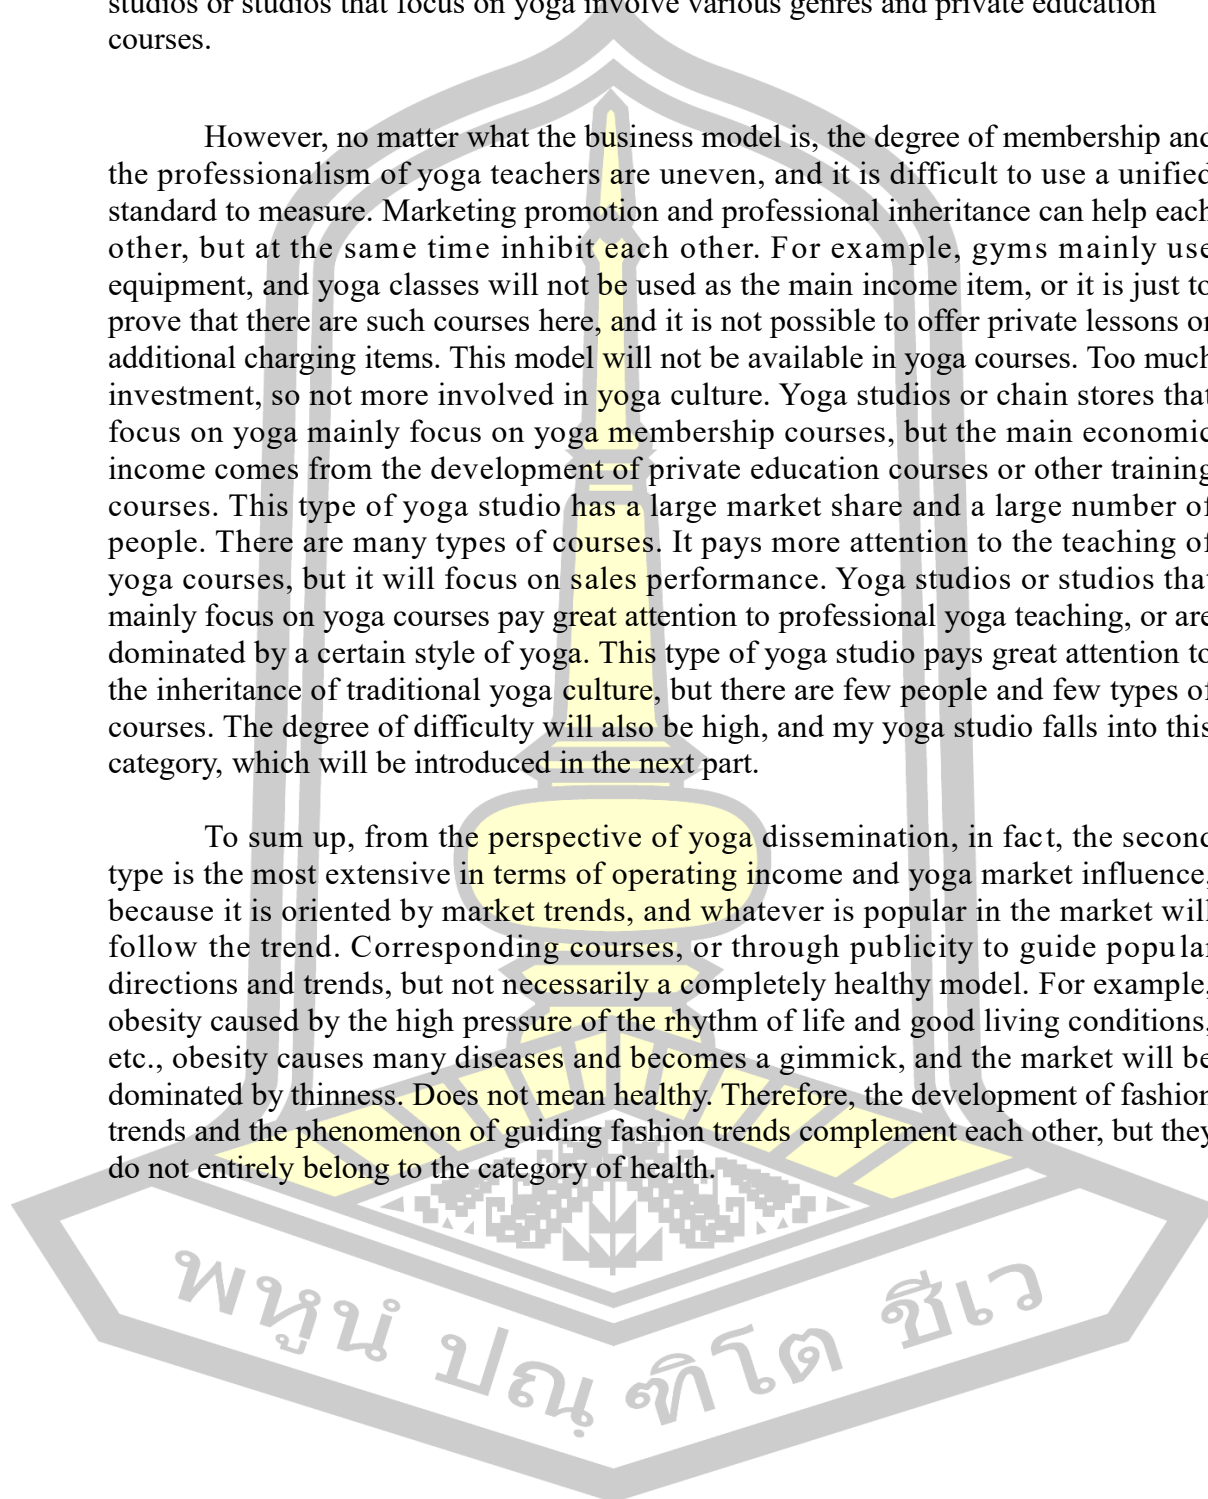 studios or studios that focus on yoga involve various genres and private education
courses.
However, no matter what the business model is, the degree of membership and
the professionalism of yoga teachers are uneven, and it is difficult to use a unified
standard to measure. Marketing promotion and professional inheritance can help each
other, but at the same time inhibit each other. For example, gyms mainly use
equipment, and yoga classes will not be used as the main income item, or it is just to
prove that there are such courses here, and it is not possible to offer private lessons or
additional charging items. This model will not be available in yoga courses. Too much
investment, so not more involved in yoga culture. Yoga studios or chain stores that
focus on yoga mainly focus on yoga membership courses, but the main economic
income comes from the development of private education courses or other training
courses. This type of yoga studio has a large market share and a large number of
people. There are many types of courses. It pays more attention to the teaching of
yoga courses, but it will focus on sales performance. Yoga studios or studios that
mainly focus on yoga courses pay great attention to professional yoga teaching, or are
dominated by a certain style of yoga. This type of yoga studio pays great attention to
the inheritance of traditional yoga culture, but there are few people and few types of
courses. The degree of difficulty will also be high, and my yoga studio falls into this
category, which will be introduced in the next part.
To sum up, from the perspective of yoga dissemination, in fact, the second
type is the most extensive in terms of operating income and yoga market influence,
because it is oriented by market trends, and whatever is popular in the market will
follow the trend. Corresponding courses, or through publicity to guide popular
directions and trends, but not necessarily a completely healthy model. For example,
obesity caused by the high pressure of the rhythm of life and good living conditions,
etc., obesity causes many diseases and becomes a gimmick, and the market will be
dominated by thinness. Does not mean healthy. Therefore, the development of fashion
trends and the phenomenon of guiding fashion trends complement each other, but they
do not entirely belong to the category of health.
พหูนํ ปณฺฑิโต ชีเว